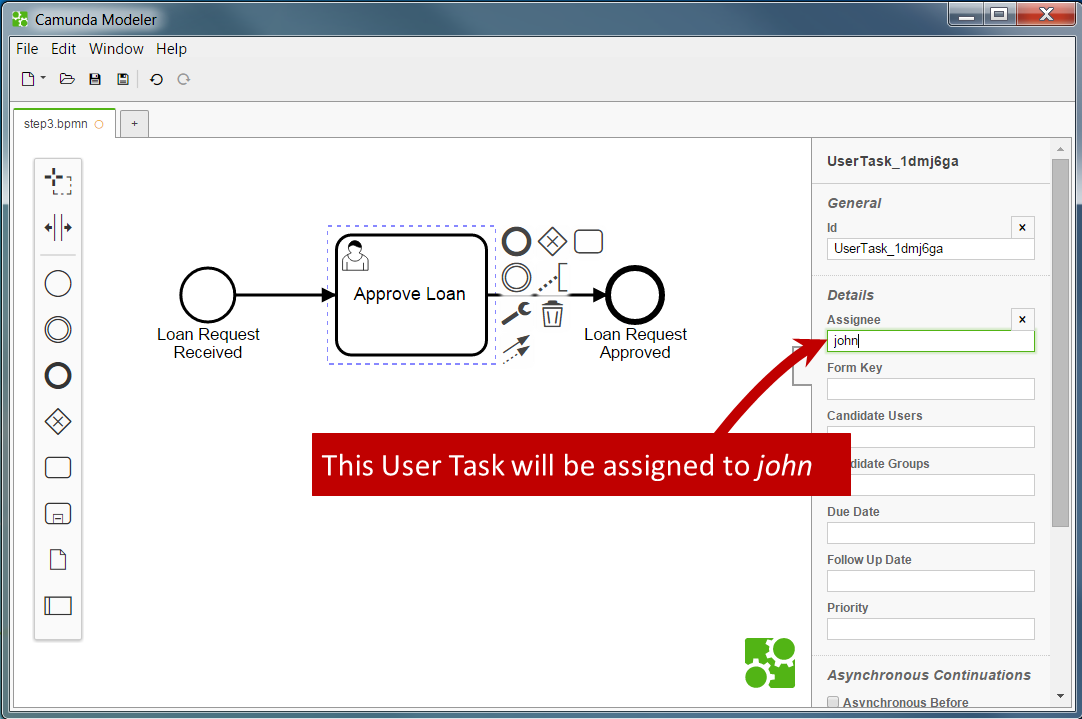 Camunda Modeler
File Edit Window Help
step3.bpmn
+
UserTask_1dmj6ga
General
Id
UserTask_1dmj6ga
Details
Assignee
john
Form Key
Candidate Users
Groups
Due Date
Follow Up Date
Priority
Asynchronous Continuations
Asynchronous Before
Approve Loan
Loan Request
Received
Loan Request
Approved
This User Task will be assigned to john